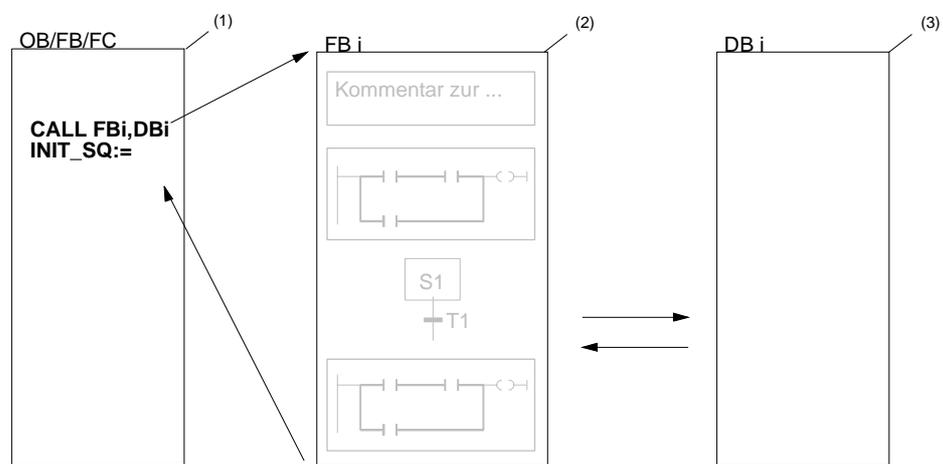 (1)
OB/FB/FC
CALL FBi,DBi
INIT_SQ:=
(2)
FB i
Kommentar zur ...
S1
T1
(3)
DB i